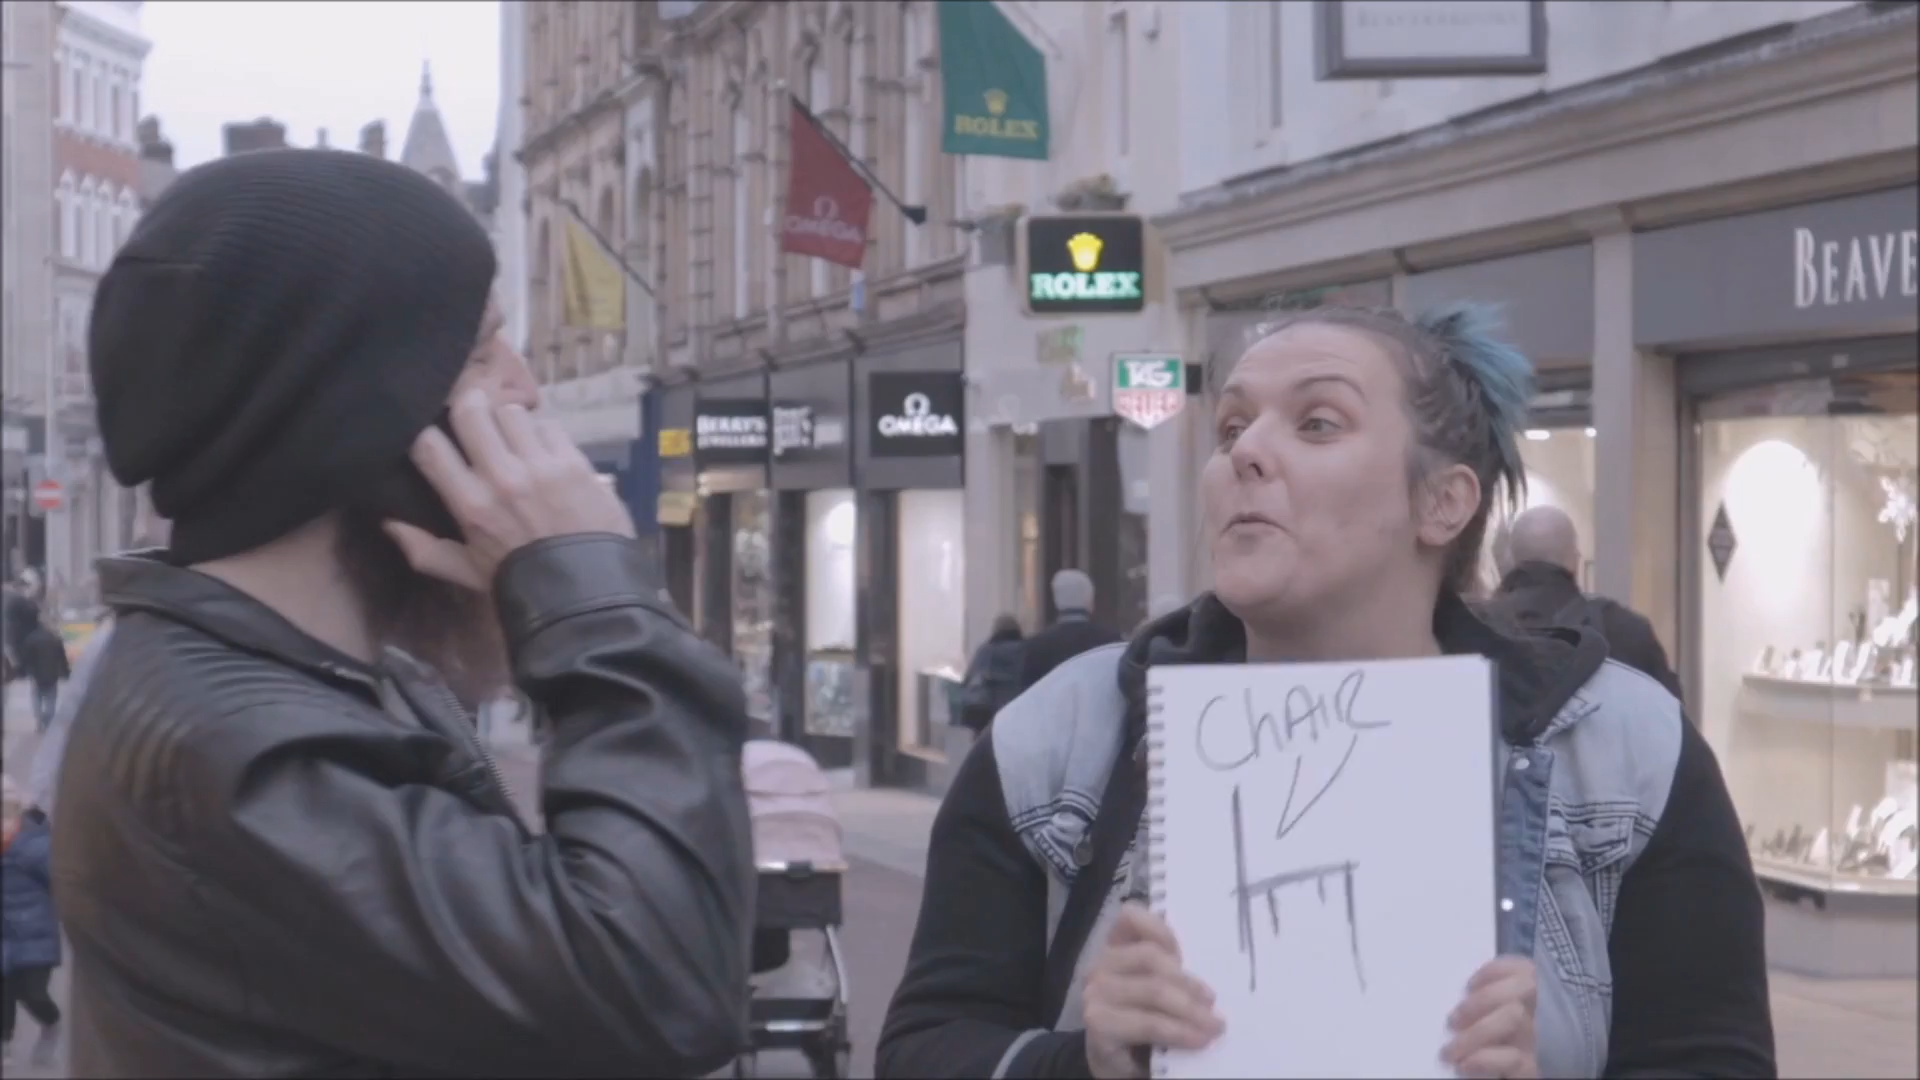 ROLEX
OMEGA
ROLEX
BEAVE
TAG
HEUER
BERRY'S
JEWELLERS
OMEGA
ChAIR